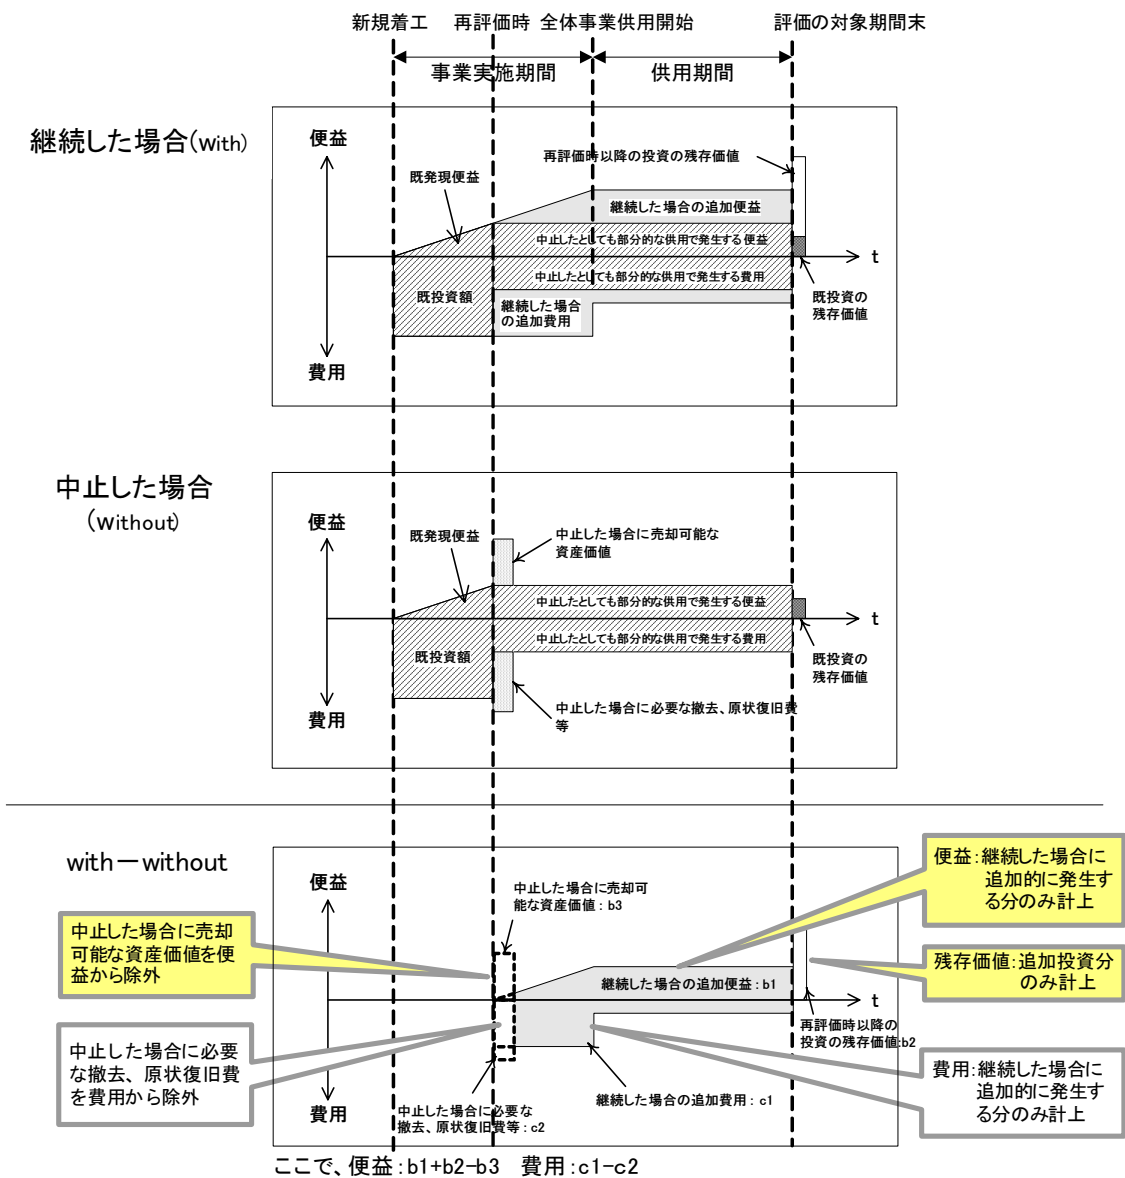 新規着工　再評価時　全体事業供用開始　評価の対象期間末
事業実施期間　供用期間
継続した場合(With)
便益
既発現便益
再評価時以降の投資の残存価値
継続した場合の追加便益
中止したとしても部分的な供用で発生する便益
t
中止したとしても部分的な供用で発生する費用
既投資額
継続した場合
の追加費用
既投資の
残存価値
費用
中止した場合
(Without)
便益
既発現便益
中止した場合に売却可能な
資産価値
中止したとしても部分的な供用で発生する便益
t
中止したとしても部分的な供用で発生する費用
既投資額
既投資の
残存価値
中止した場合に必要な撤去、原状復旧費
等
費用
with－without
便益
中止した場合に売却可
能な資産価値：b3
便益：継続した場合に
追加的に発生す
る分のみ計上
中止した場合に売却
可能な資産価値を便
益から除外
残存価値：追加投資分
のみ計上
継続した場合の追加便益：b1
t
再評価時以降の
投資の残存価値:b2
中止した場合に必要
な撤去、原状復旧費
を費用から除外
費用：継続した場合に
追加的に発生す
る分のみ計上
継続した場合の追加費用：c1
費用
中止した場合に必要な
撤去、原状復旧費等：c2
ここで、便益：b1+b2-b3　費用：c1-c2